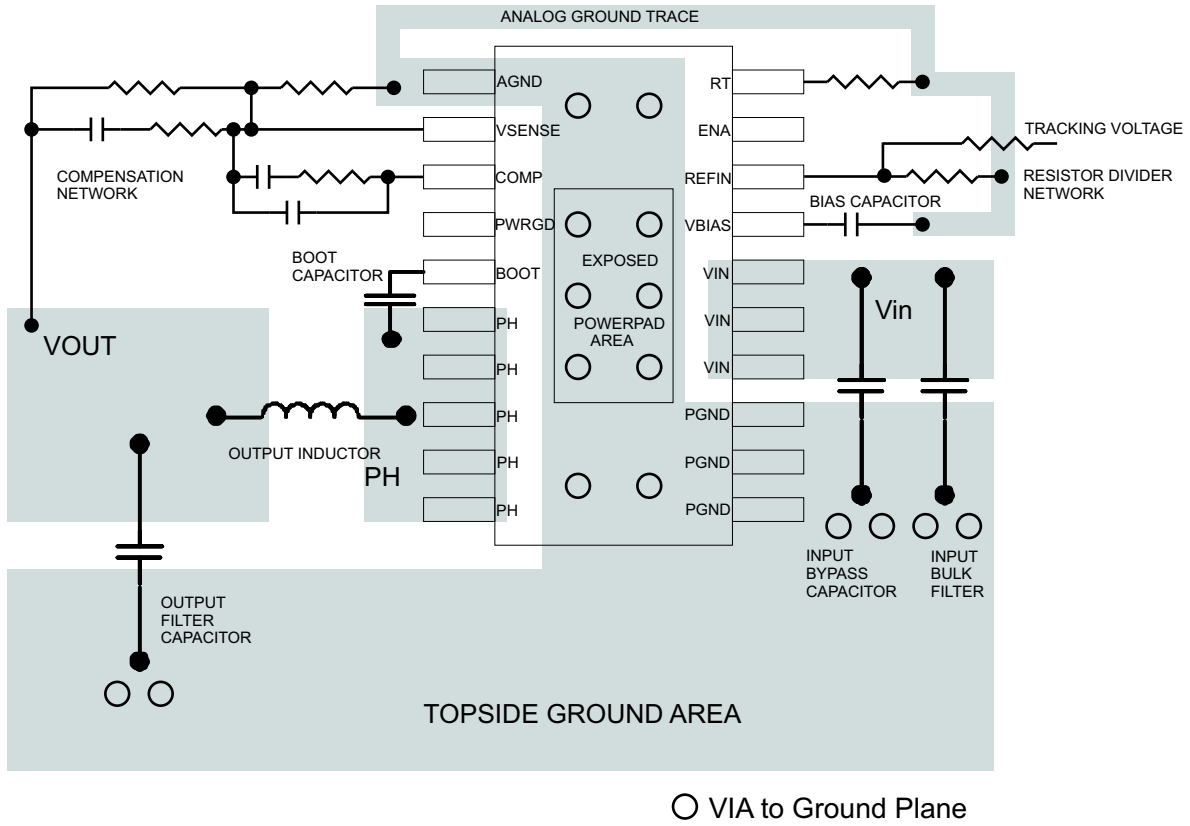 ANALOG GROUND TRACE
AGND
VSENSE
COMP
PWRGD
BOOT
PH
PH
PH
PH
PH
RT
ENA
REFIN
VBIAS
VIN
VIN
VIN
PGND
PGND
PGND
EXPOSED
POWERPAD
AREA
COMPENSATION
NETWORK
BOOT
CAPACITOR
VOUT
OUTPUT INDUCTOR
PH
OUTPUT
FILTER
CAPACITOR
TRACKING VOLTAGE
RESISTOR DIVIDER
NETWORK
BIAS CAPACITOR
Vin
INPUT
BYPASS
CAPACITOR
INPUT
BULK
FILTER
TOPSIDE GROUND AREA
VIA to Ground Plane